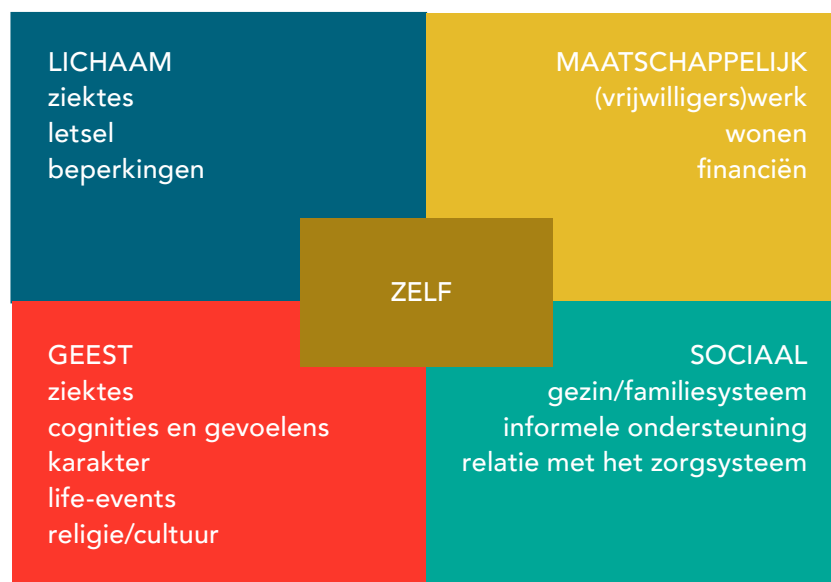 LICHAAM
ziektes
letsel
beperkingen
MAATSCHAPPELIJK
(vrijwilligers)werk
wonen
financiën
ZELF
GEEST
ziektes
cognities en gevoelens
karakter
life-events
religie/cultuur
SOCIAAL
gezin/familiesysteem
informele ondersteuning
relatie met het zorgsysteem